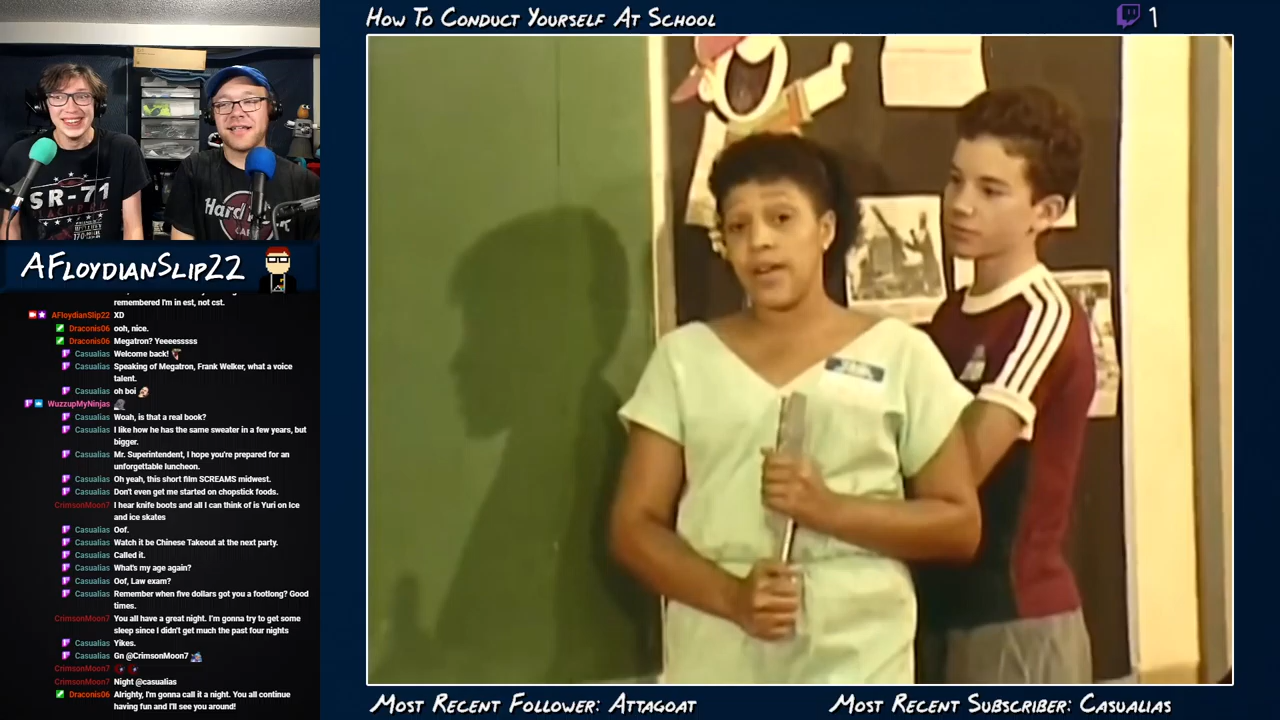 How To Conduct Yourself At School
1
SR-71
Hard
AFloydianSlip22
remembered I'm in est, not cst.
AFloydianSlip22 XD
Draconis06 ooh, nice.
Draconis06 Megatron? Yeeeesssss
Casualias Welcome back!
Casualias Speaking of Megatron, Frank Welker, what a voice
talent.
Casualias oh boi
WuzzupMyNinjas
Casualias Woah, is that a real book?
Casualias I like how he has the same sweater in a few years, but
bigger.
Casualias Mr. Superintendent, I hope you're prepared for an
unforgettable luncheon.
Casualias Oh yeah, this short film SCREAMS midwest.
Casualias Don't even get me started on chopstick foods.
CrimsonMoon7 I hear knife boots and all I can think of is Yuri on Ice
and ice skates
Casualias Oof.
Casualias Watch it be Chinese Takeout at the next party.
Casualias Called it.
Casualias What's my age again?
Casualias Oof, Law exam?
Casualias Remember when five dollars got you a footlong? Good
times.
CrimsonMoon7 You all have a great night. I'm gonna try to get some
sleep since I didn't get much the past four nights
Casualias Yikes.
Casualias Gn @CrimsonMoon7
CrimsonMoon7
CrimsonMoon7 Night @casualias
Draconis06 Alrighty, I'm gonna call it a night. You all continue
having fun and I'll see you around!
Most Recent Follower: Attagoat
Most Recent Subscriber: Casualias